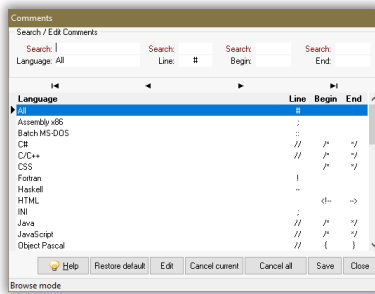 Comments
Search / Edit Comments
Search: Search: Search: Search:
Language: All Line: # Begin: End:
Language Line Begin End
All #
Assembly x86 ;
Batch MS-DOS ::
C# // /* */
C/C++ // /* */
CSS /* */
Fortran !
Haskell --
HTML <!-- -->
INI ;
Java // /* */
JavaScript // /* */
Object Pascal // { }
Help Restore default Edit Cancel current Cancel all Save Close
Browse mode